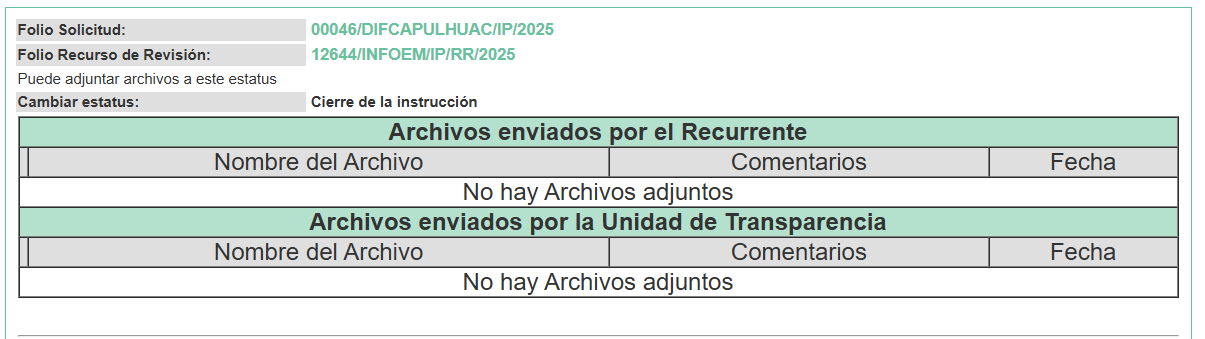 Folio Solicitud: 00046/DIFCAPULHUAC/IP/2025
Folio Recurso de Revisión: 12644/INFOEM/IP/RR/2025
Puede adjuntar archivos a este estatus
Cambiar estatus: Cierre de la instrucción
Archivos enviados por el Recurrente
Nombre del Archivo Comentarios Fecha
No hay Archivos adjuntos
Archivos enviados por la Unidad de Transparencia
Nombre del Archivo Comentarios Fecha
No hay Archivos adjuntos